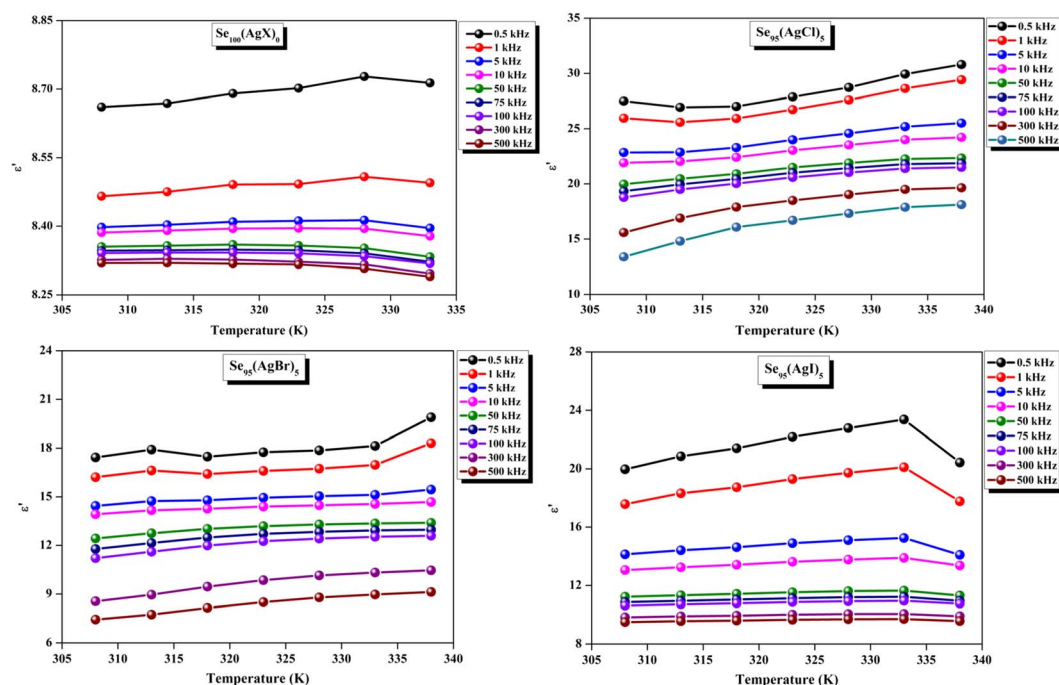 Se₁₀₀(AgX)₀
8.85
8.70
8.55
8.40
8.25
ε'
305 310 315 320 325 330 335
Temperature (K)
0.5 kHz
1 kHz
5 kHz
10 kHz
50 kHz
75 kHz
100 kHz
300 kHz
500 kHz
Se₉₅(AgCl)₅
35
30
25
20
15
10
ε'
305 310 315 320 325 330 335 340
Temperature (K)
0.5 kHz
1 kHz
5 kHz
10 kHz
50 kHz
75 kHz
100 kHz
300 kHz
500 kHz
Se₉₅(AgBr)₅
24
21
18
15
12
9
6
ε'
305 310 315 320 325 330 335 340
Temperature (K)
0.5 kHz
1 kHz
5 kHz
10 kHz
50 kHz
75 kHz
100 kHz
300 kHz
500 kHz
Se₉₅(AgI)₅
28
24
20
16
12
8
ε'
305 310 315 320 325 330 335 340
Temperature (K)
0.5 kHz
1 kHz
5 kHz
10 kHz
50 kHz
75 kHz
100 kHz
300 kHz
500 kHz